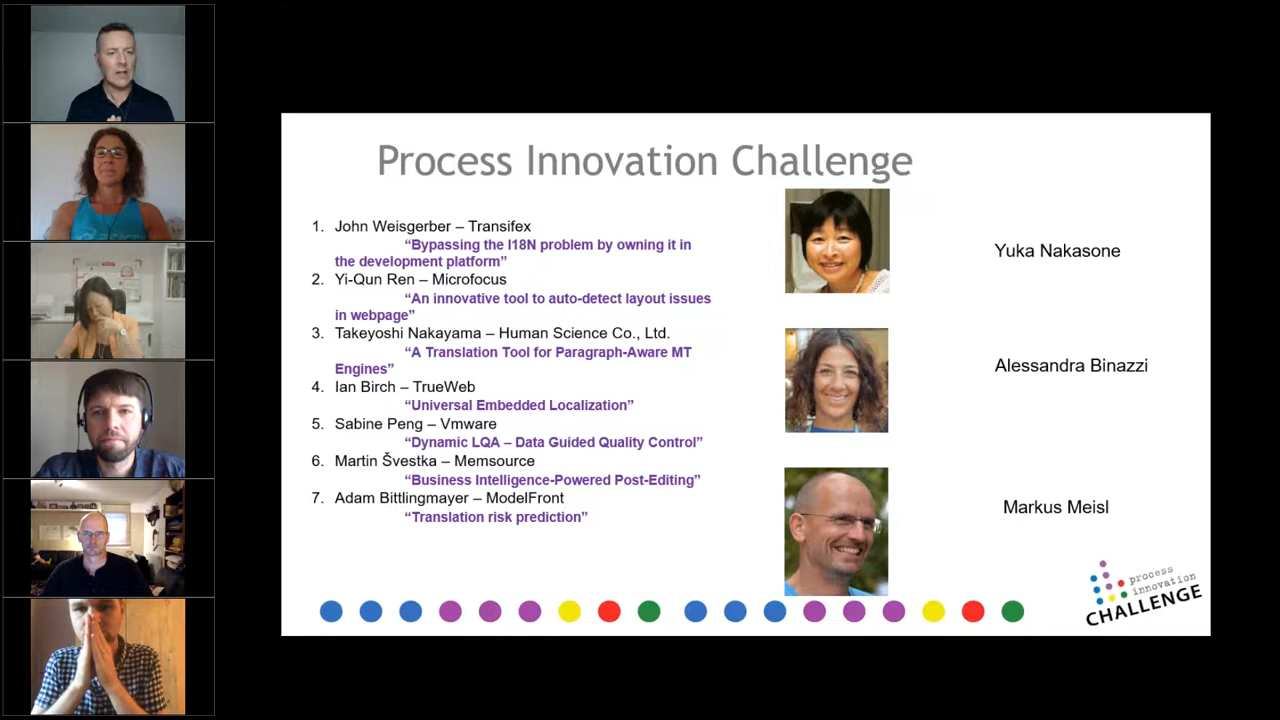 Process Innovation Challenge
1. John Weisgerber – Transifex
“Bypassing the I18N problem by owning it in
the development platform”
2. Yi-Qun Ren – Microfocus
“An innovative tool to auto-detect layout issues
in webpage”
3. Takeyoshi Nakayama – Human Science Co., Ltd.
“A Translation Tool for Paragraph-Aware MT
Engines”
4. Ian Birch – TrueWeb
“Universal Embedded Localization”
5. Sabine Peng – Vmware
“Dynamic LQA – Data Guided Quality Control”
6. Martin Švestka – Memsource
“Business Intelligence-Powered Post-Editing”
7. Adam Bittlingmayer – ModelFront
“Translation risk prediction”
Yuka Nakasone
Alessandra Binazzi
Markus Meisl
process
innovation
CHALLENGE